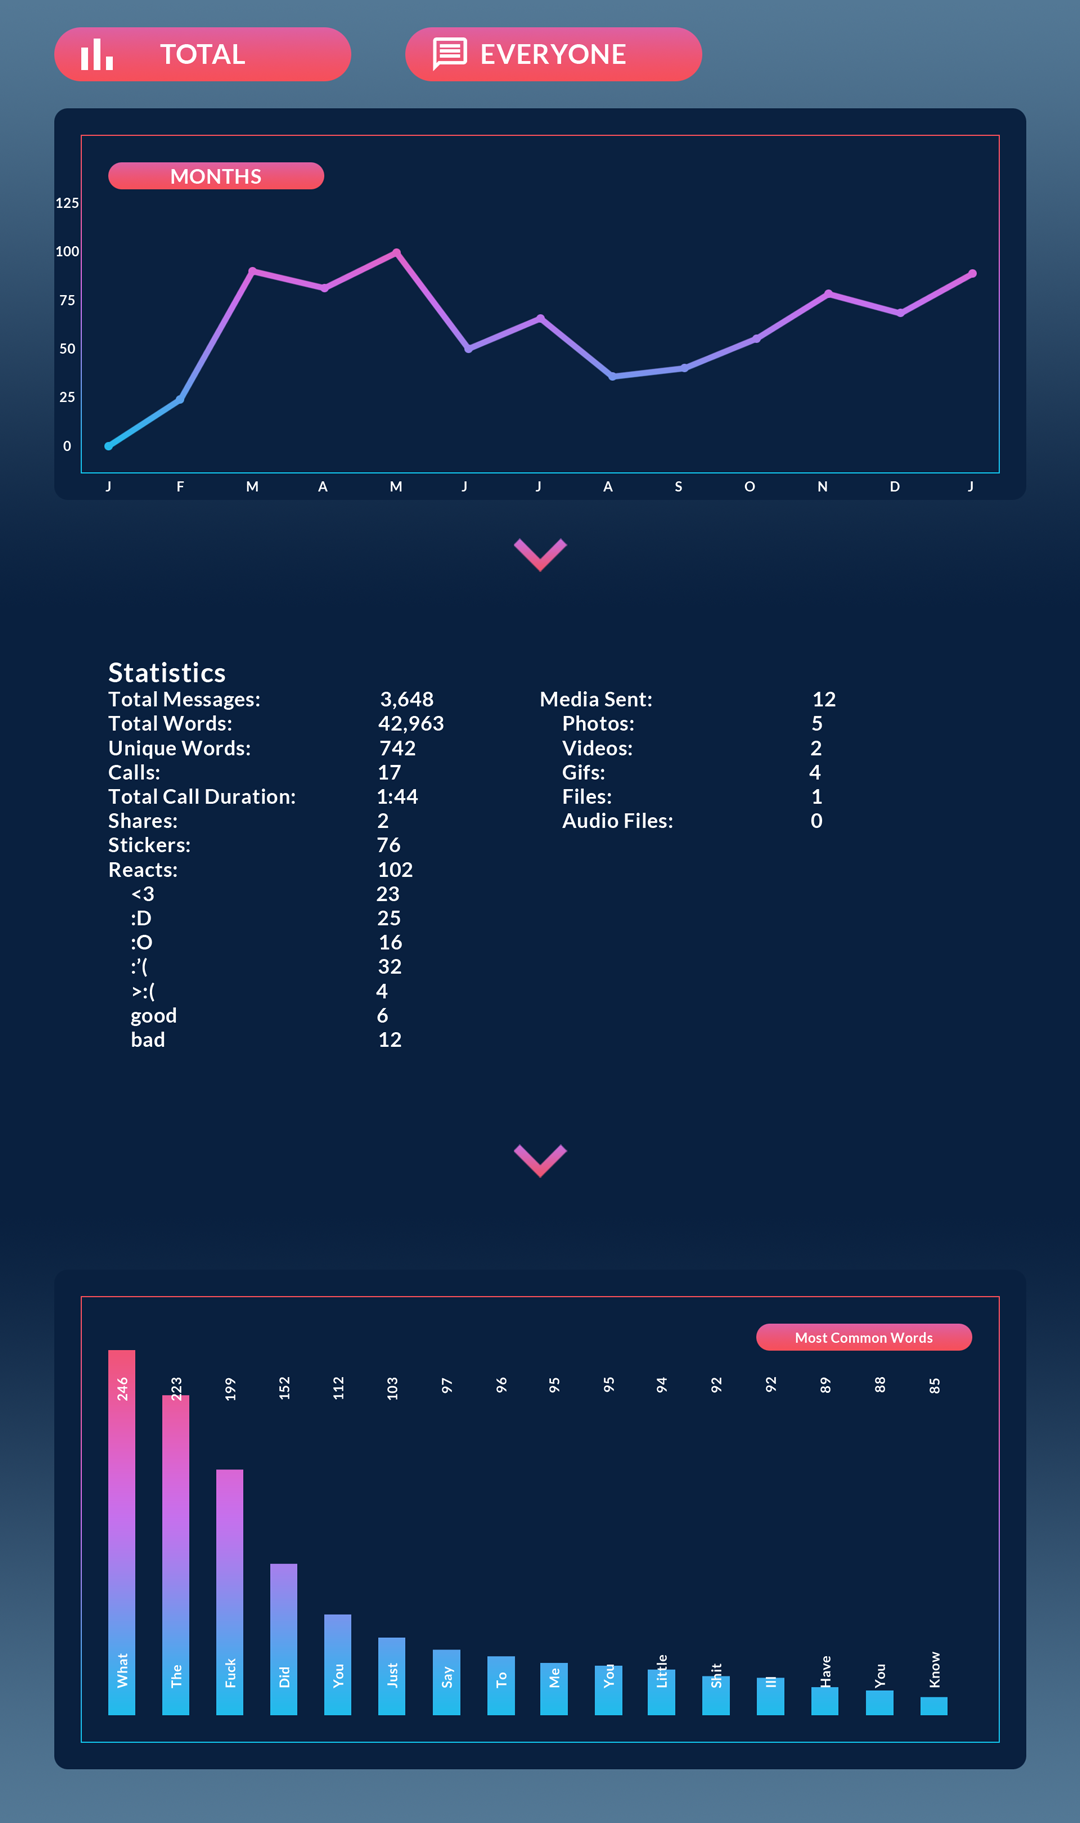 TOTAL
EVERYONE
MONTHS
125
100
75
50
25
0
J F M A M J J A S O N D J
Statistics
Total Messages: 3,648
Total Words: 42,963
Unique Words: 742
Calls: 17
Total Call Duration: 1:44
Shares: 2
Stickers: 76
Reacts: 102
<3 23
:D 25
:O 16
:’( 32
>:( 4
good 6
bad 12
Media Sent: 12
Photos: 5
Videos: 2
Gifs: 4
Files: 1
Audio Files: 0
Most Common Words
246 223 199 152 112 103 97 96 95 95 94 92 92 89 88 85
What The Fuck Did You Just Say To Me You Little Shit Ill Have You Know